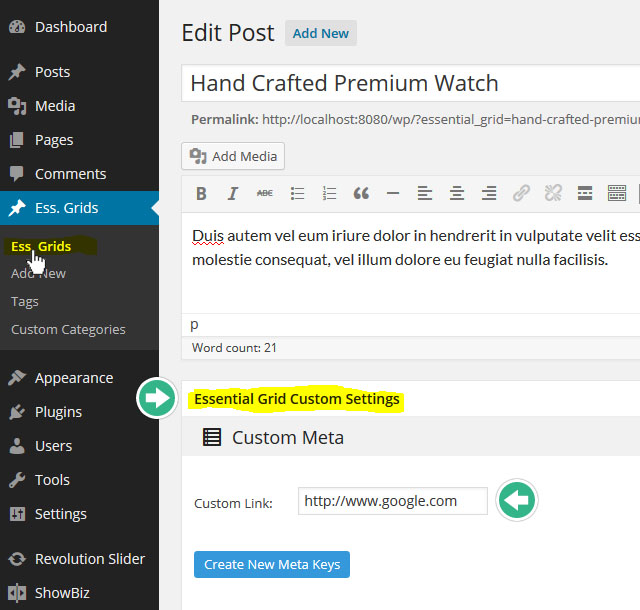 Dashboard
Posts
Media
Pages
Comments
Ess. Grids
Ess. Grids
Add New
Tags
Custom Categories
Appearance
Plugins
Users
Tools
Settings
Revolution Slider
ShowBiz
Edit Post Add New
Hand Crafted Premium Watch
Permalink: http://localhost:8080/wp/?essential_grid=hand-crafted-premiu
Add Media
B I ABC
Duis autem vel eum iriure dolor in hendrerit in vulputate velit ess
molestie consequat, vel illum dolore eu feugiat nulla facilisis.
p
Word count: 21
Essential Grid Custom Settings
Custom Meta
Custom Link: http://www.google.com
Create New Meta Keys